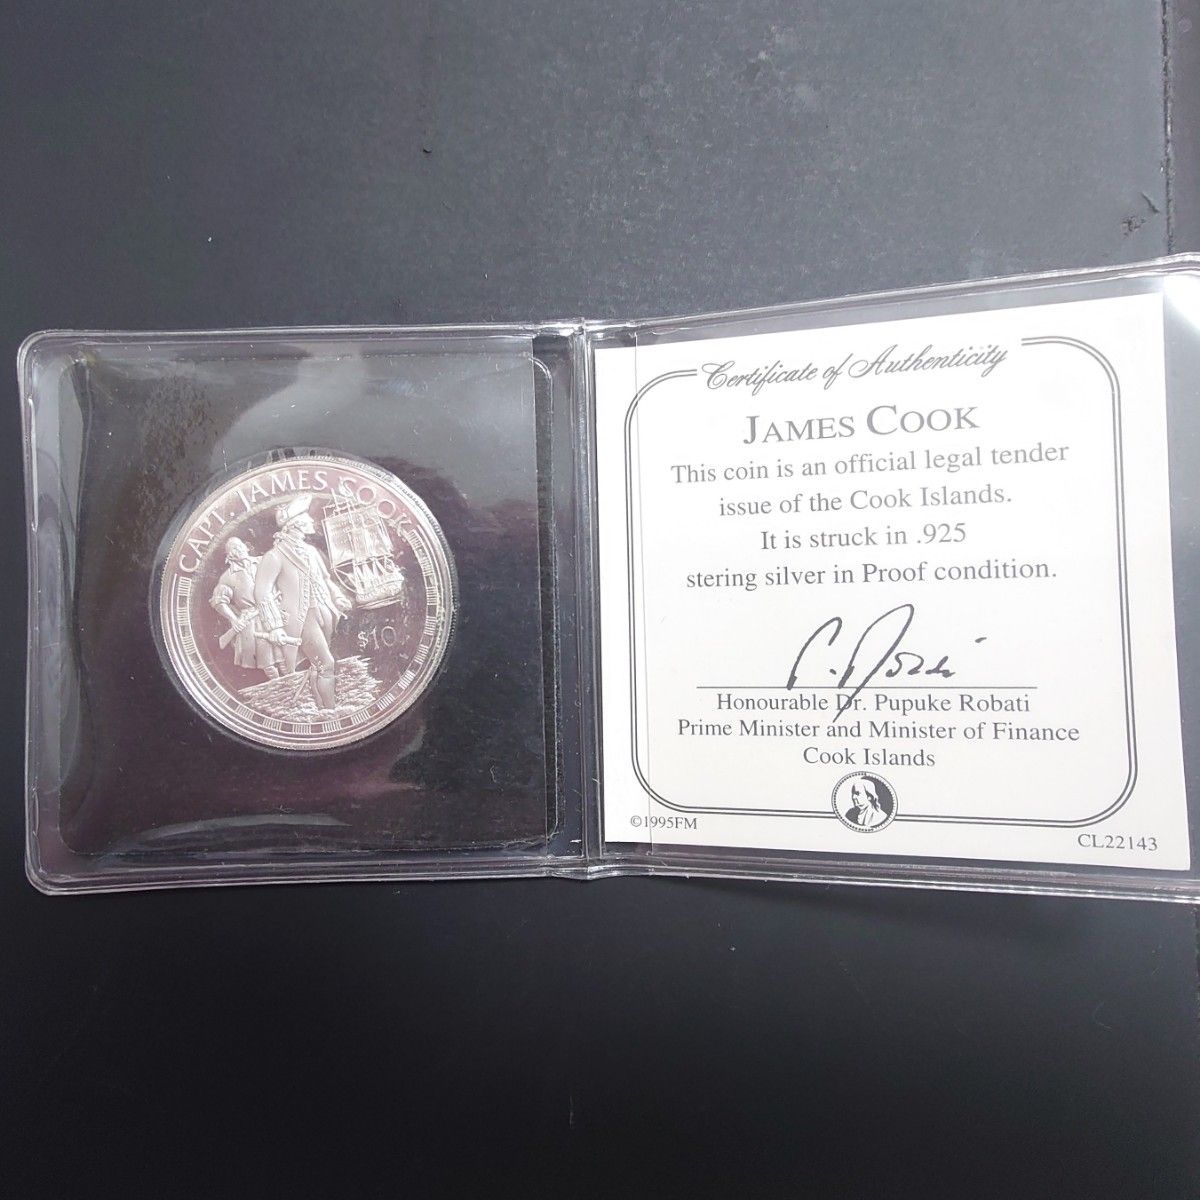 CAPT. JAMES COOK
$10
Certificate of Authenticity
JAMES COOK
This coin is an official legal tender
issue of the Cook Islands.
It is struck in .925
stering silver in Proof condition.
Honourable Dr. Pupuke Robati
Prime Minister and Minister of Finance
Cook Islands
©1995FM
CL22143